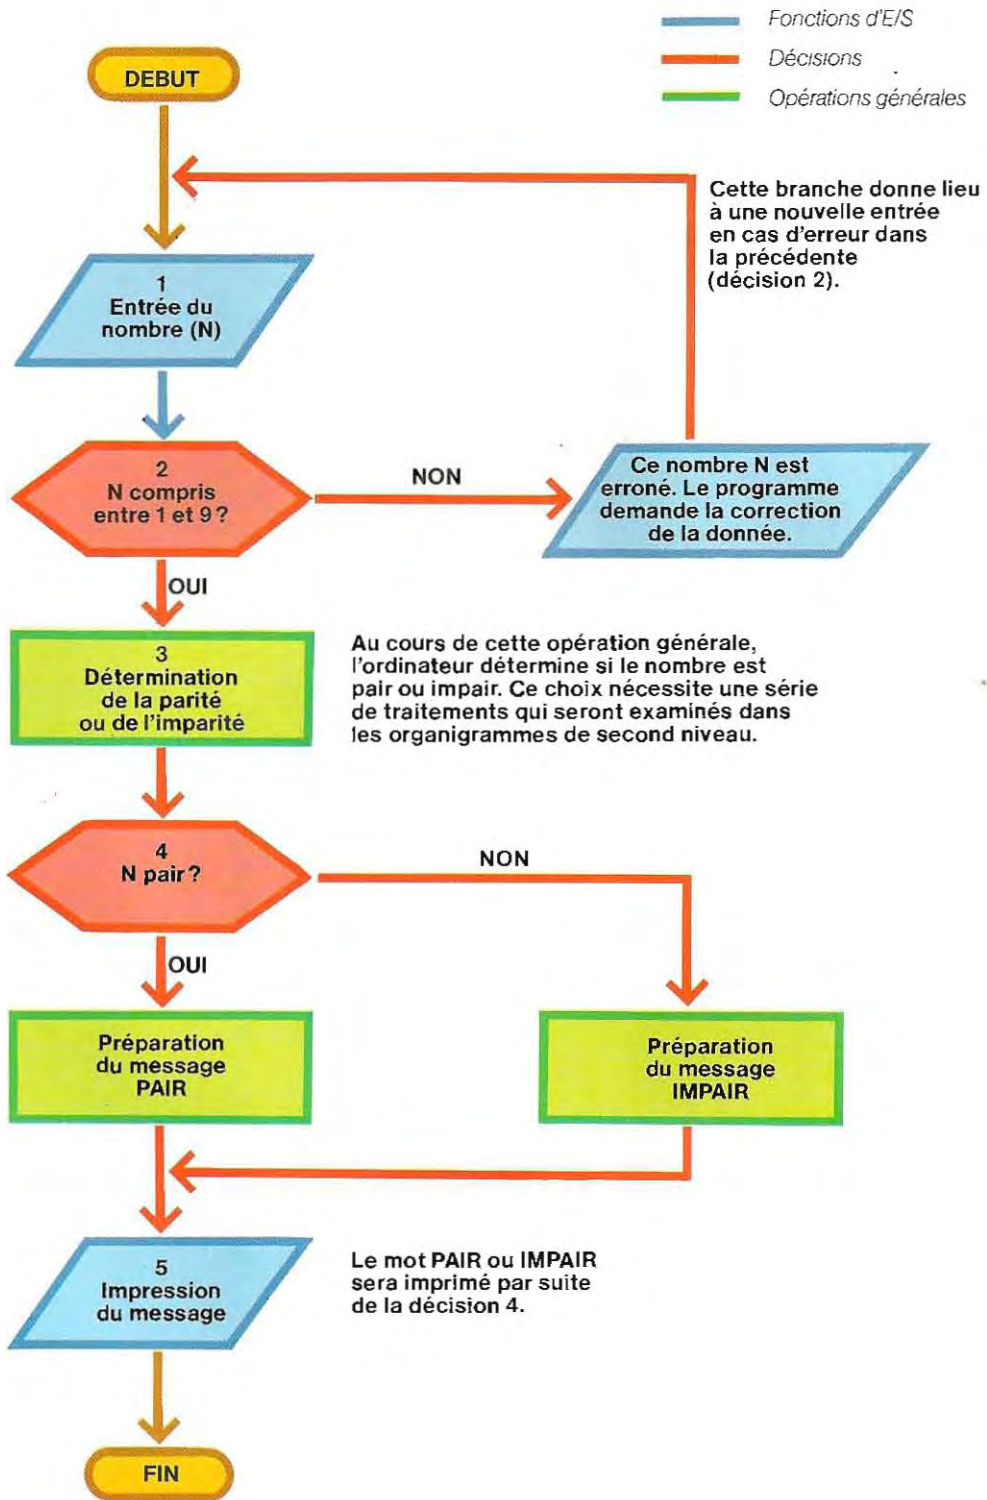 Fonctions d'E/S
Décisions
Opérations générales
DEBUT
Cette branche donne lieu
à une nouvelle entrée
en cas d'erreur dans
la précédente
(décision 2).
1
Entrée du
nombre (N)
2
N compris
entre 1 et 9 ?
NON
Ce nombre N est
erroné. Le programme
demande la correction
de la donnée.
OUI
3
Détermination
de la parité
ou de l'imparité
Au cours de cette opération générale,
l'ordinateur détermine si le nombre est
pair ou impair. Ce choix nécessite une série
de traitements qui seront examinés dans
les organigrammes de second niveau.
4
N pair ?
NON
OUI
Préparation
du message
PAIR
Préparation
du message
IMPAIR
5
Impression
du message
Le mot PAIR ou IMPAIR
sera imprimé par suite
de la décision 4.
FIN